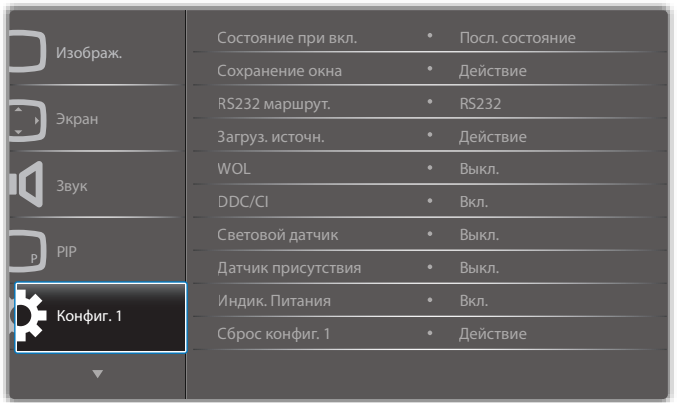 Изображ.
Экран
Звук
P
PIP
Конфиг. 1
Состояние при вкл. • Посл. состояние
Сохранение окна • Действие
RS232 маршрут. • RS232
Загруз. источн. • Действие
WOL • Выкл.
DDC/CI • Вкл.
Световой датчик • Выкл.
Датчик присутствия • Выкл.
Индик. Питания • Вкл.
Сброс конфиг. 1 • Действие